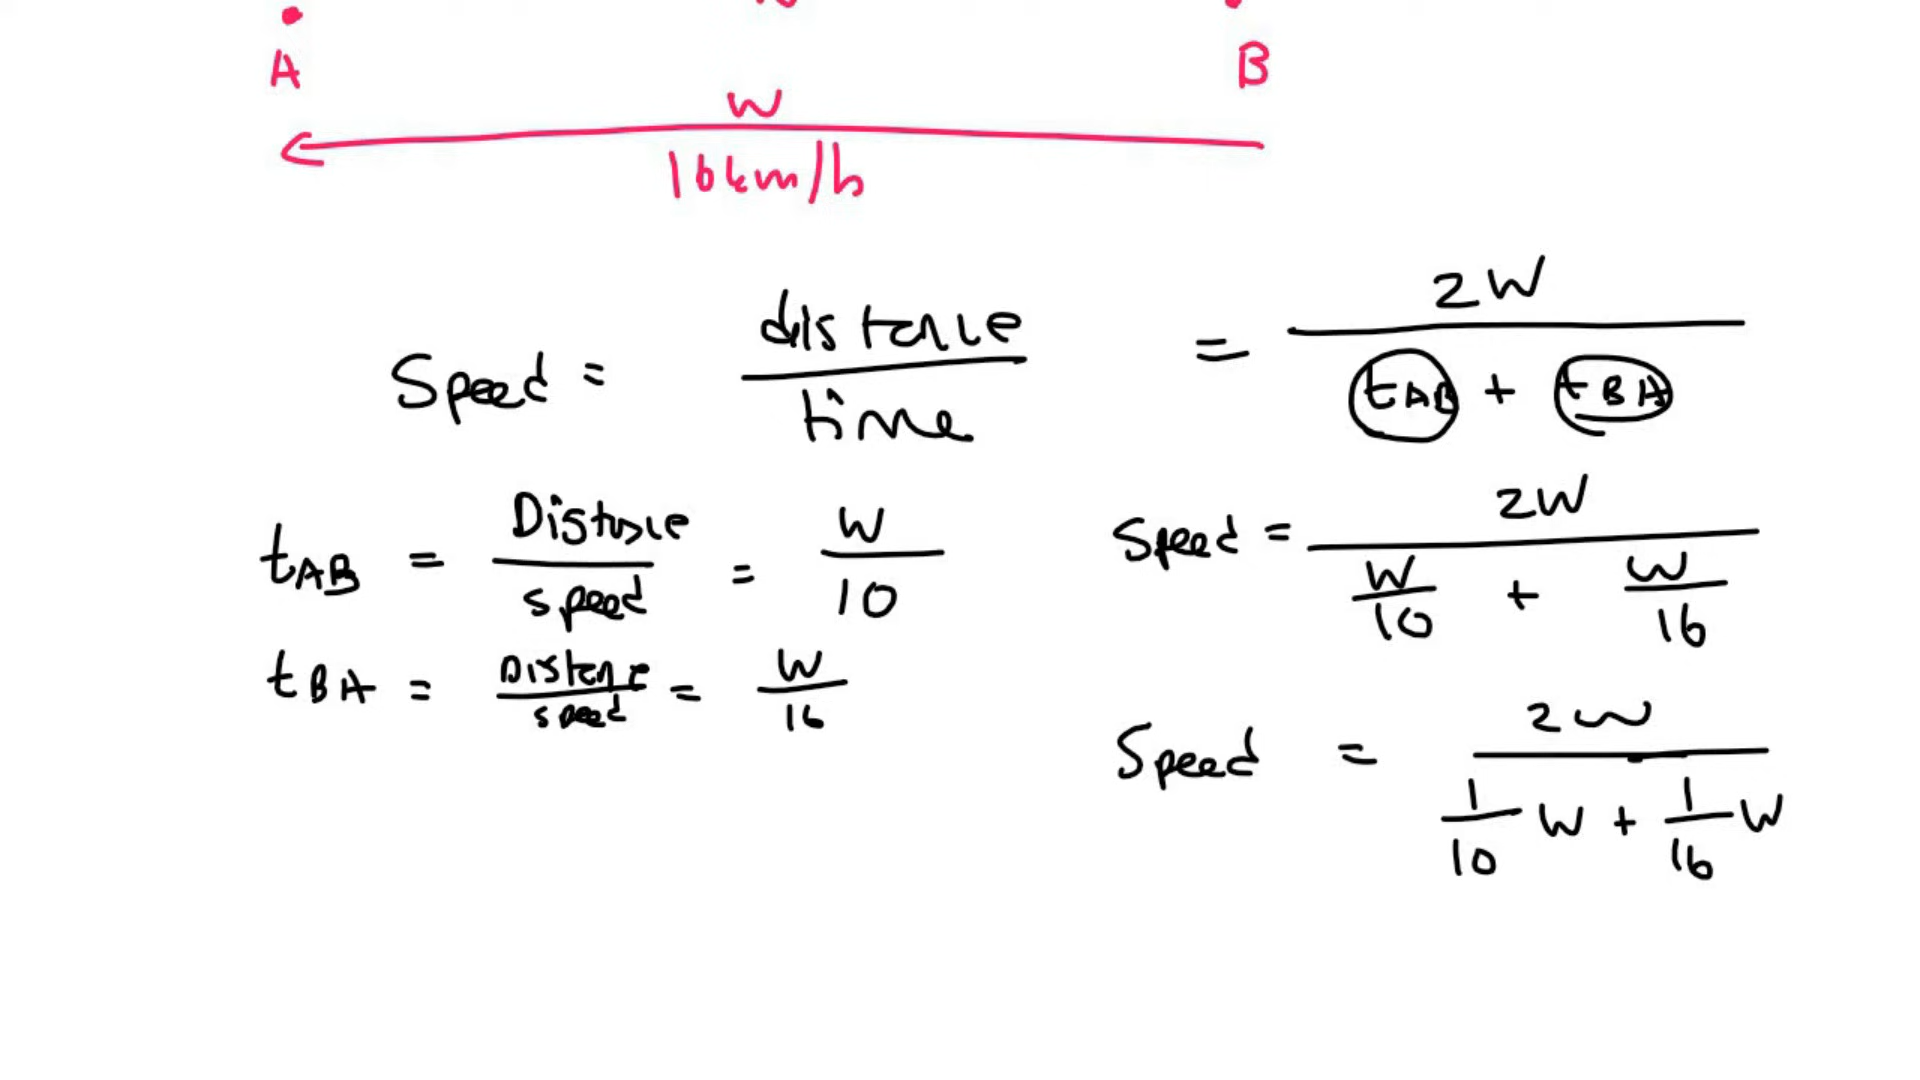 A B
W
16km/h
Speed = distance / time = 2W / (tAB + tBA)
tAB = Distance / speed = W / 10
Speed = 2W / (W/10 + W/16)
tBA = Distance / speed = W / 16
Speed = 2W / (1/10 W + 1/16 W)